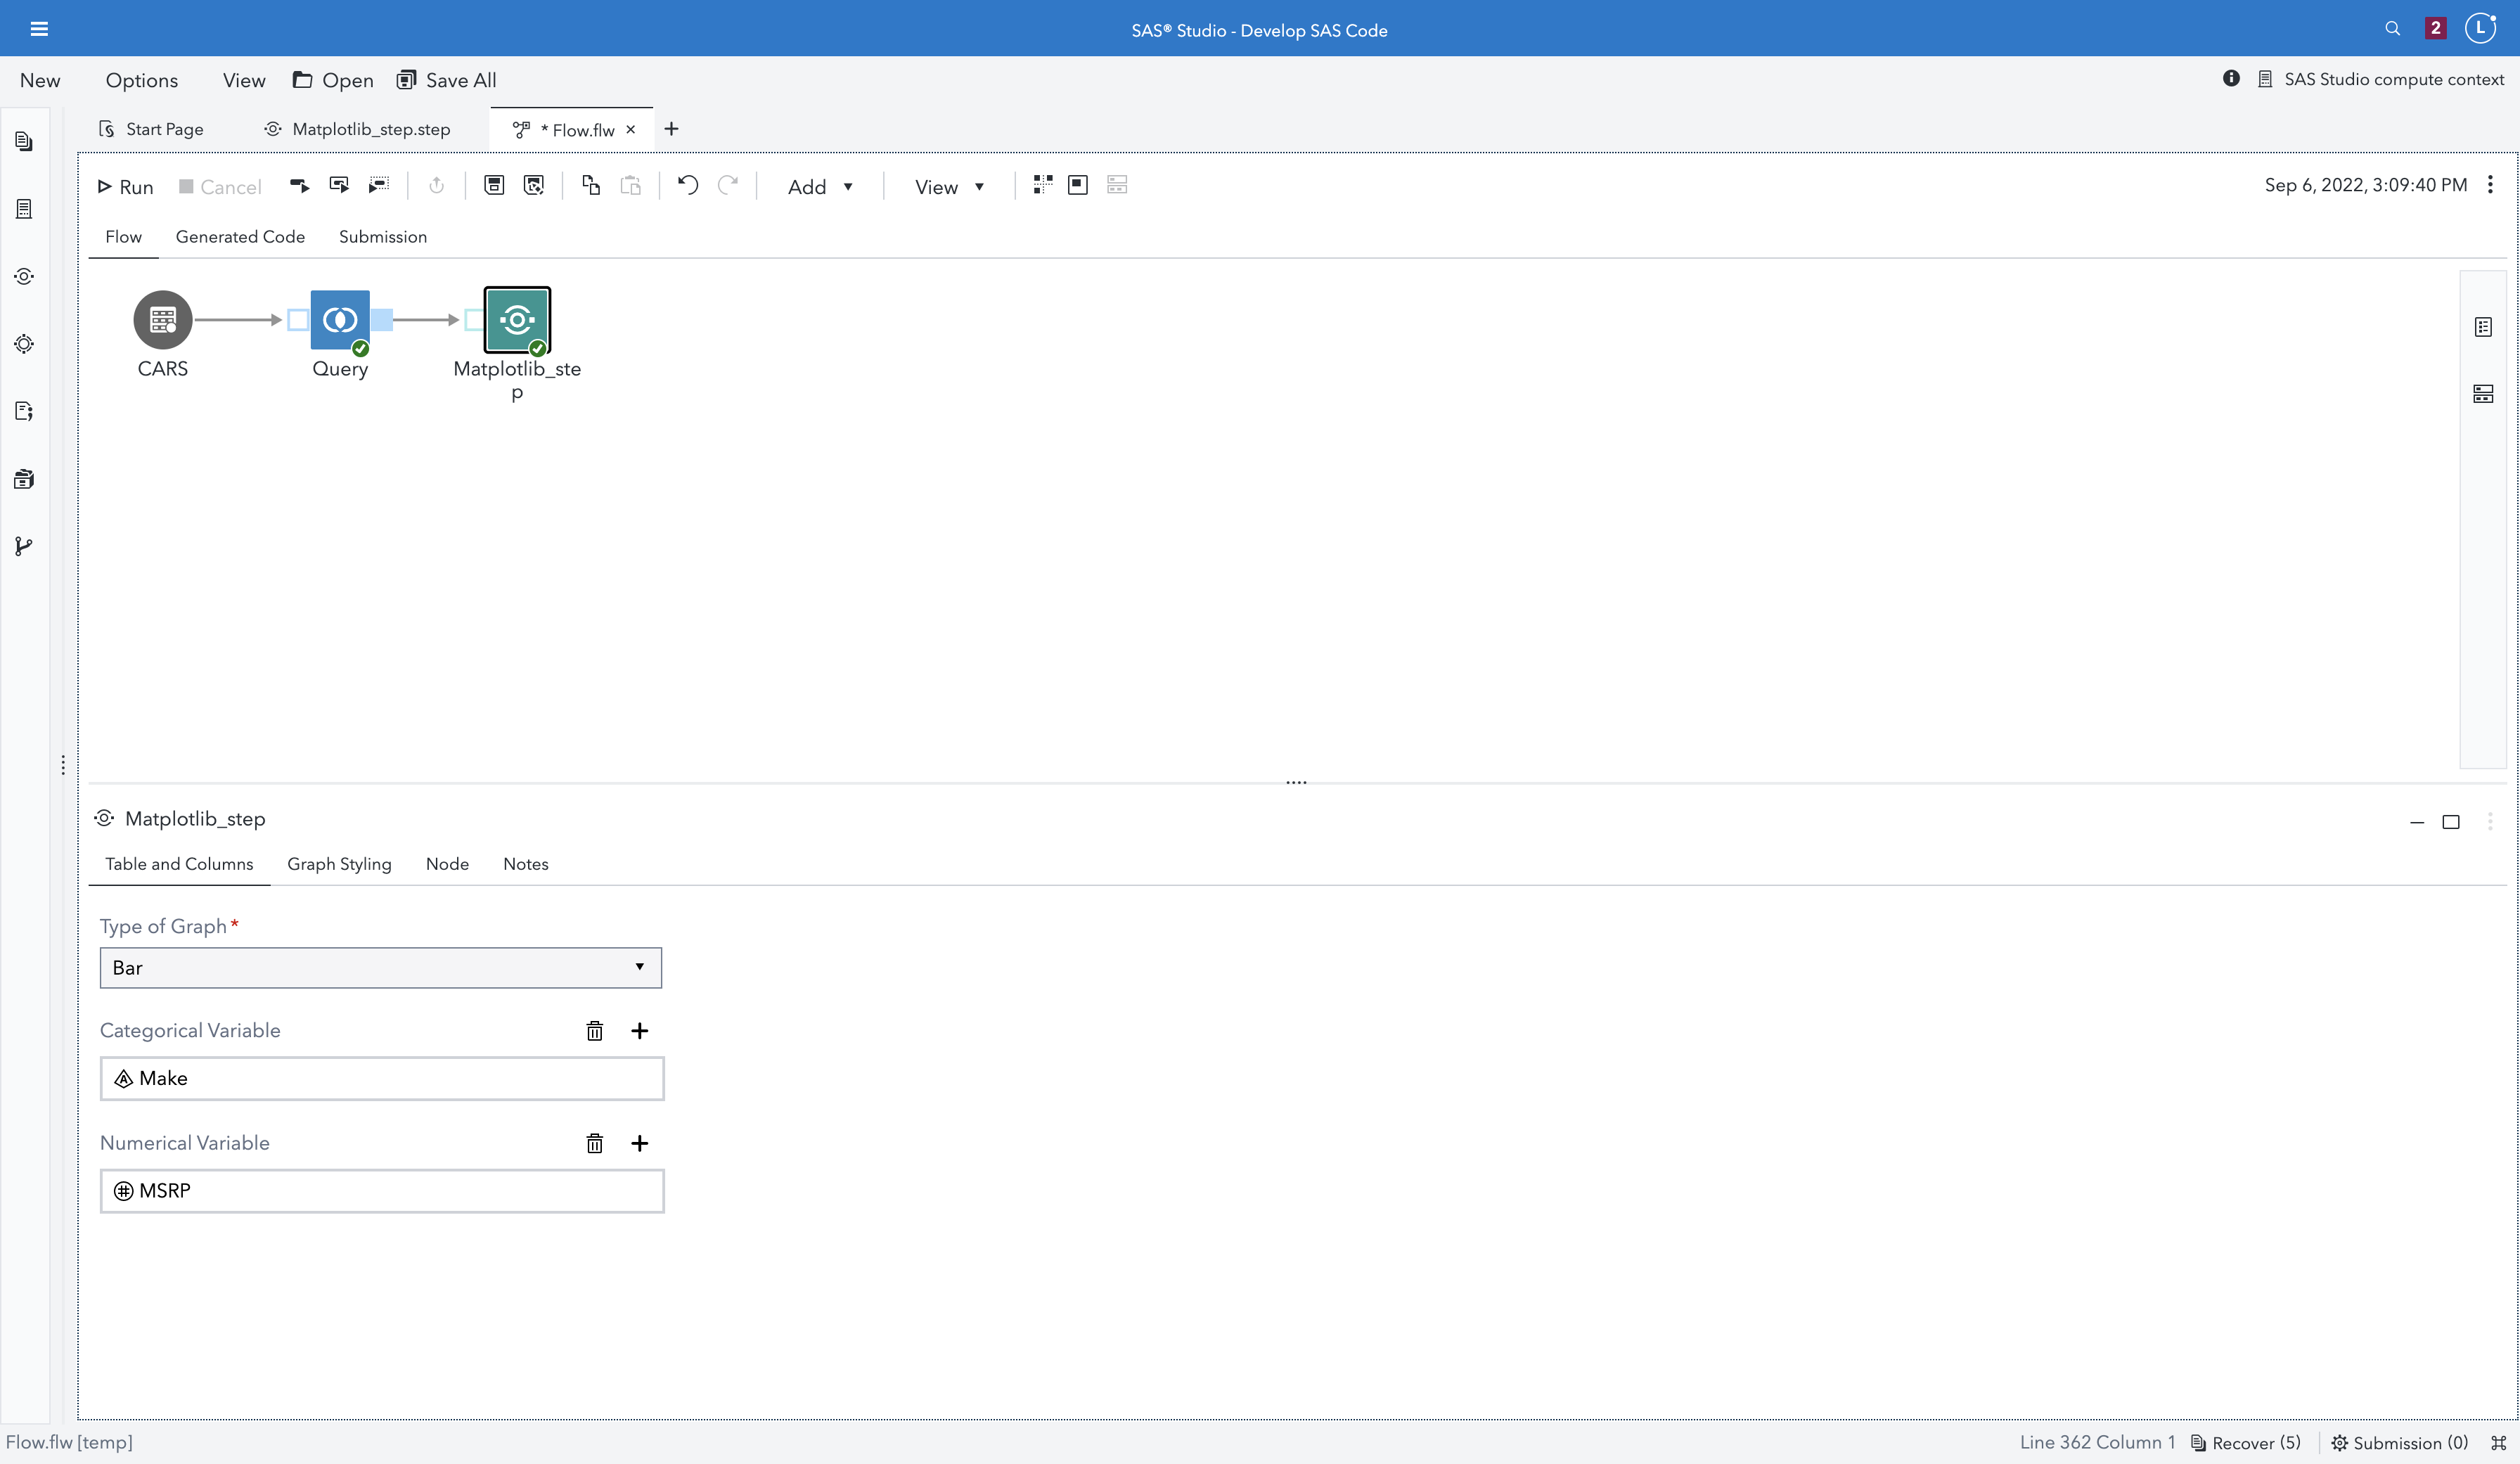 SAS® Studio - Develop SAS Code
2
L
New Options View Open Save All
SAS Studio compute context
Start Page Matplotlib_step.step * Flow.flw
Run Cancel Add View Sep 6, 2022, 3:09:40 PM
Flow Generated Code Submission
CARS Query Matplotlib_ste
p
Matplotlib_step
Table and Columns Graph Styling Node Notes
Type of Graph*
Bar
Categorical Variable
Make
Numerical Variable
MSRP
Flow.flw [temp] Line 362 Column 1 Recover (5) Submission (0)